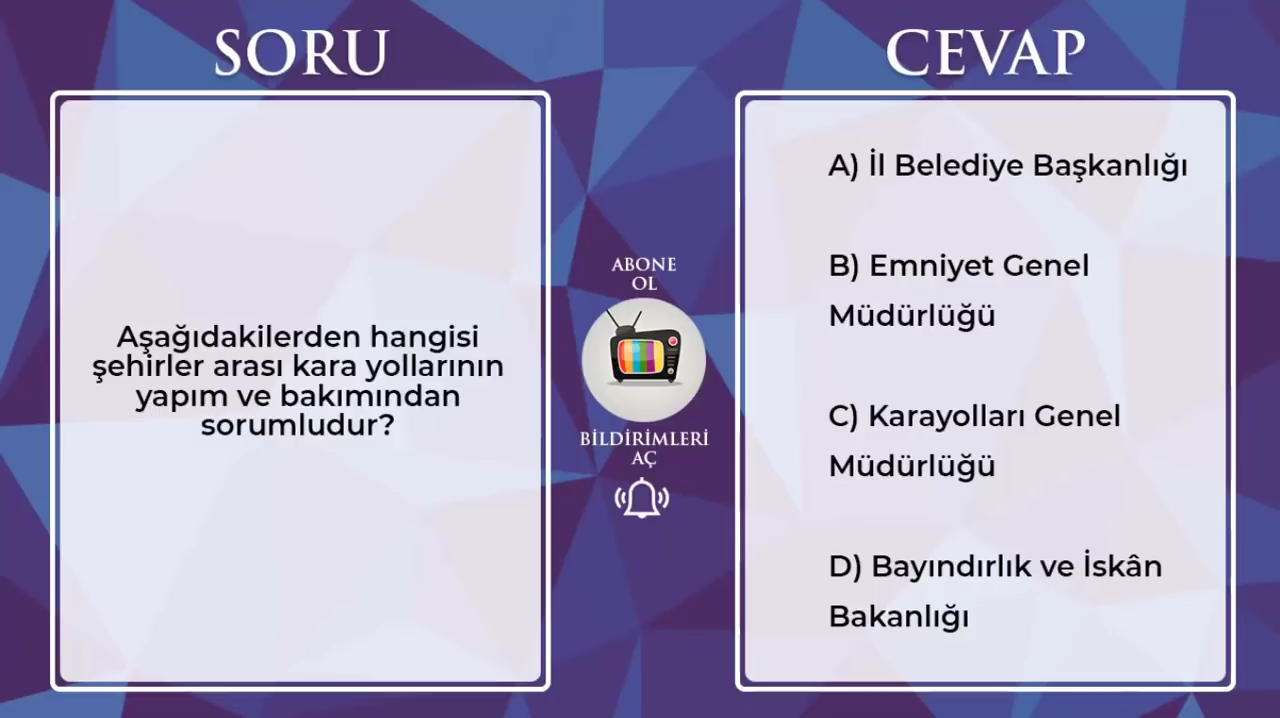 SORU
Aşağıdakilerden hangisi
şehirler arası kara yollarının
yapım ve bakımından
sorumludur?
ABONE
OL
BİLDİRİMLERİ
AÇ
CEVAP
A) İl Belediye Başkanlığı
B) Emniyet Genel
Müdürlüğü
C) Karayolları Genel
Müdürlüğü
D) Bayındırlık ve İskân
Bakanlığı